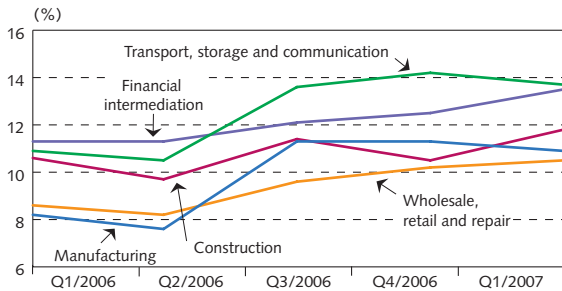 (%)
16
Transport, storage and communication
14
Financial
intermediation
12
10
Wholesale,
retail and repair
8
Construction
Manufacturing
6
Q1/2006 Q2/2006 Q3/2006 Q4/2006 Q1/2007